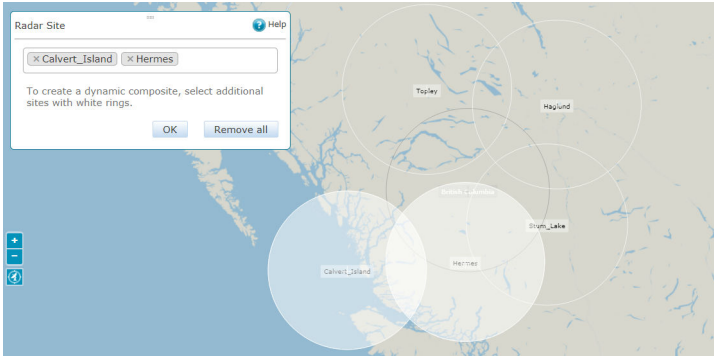 Radar Site
Help
× Calvert_Island × Hermes
To create a dynamic composite, select additional
sites with white rings.
OK Remove all
Topley
Haglund
British Columbia
Stum_Lake
Hermes
Calvert_Island
+
−